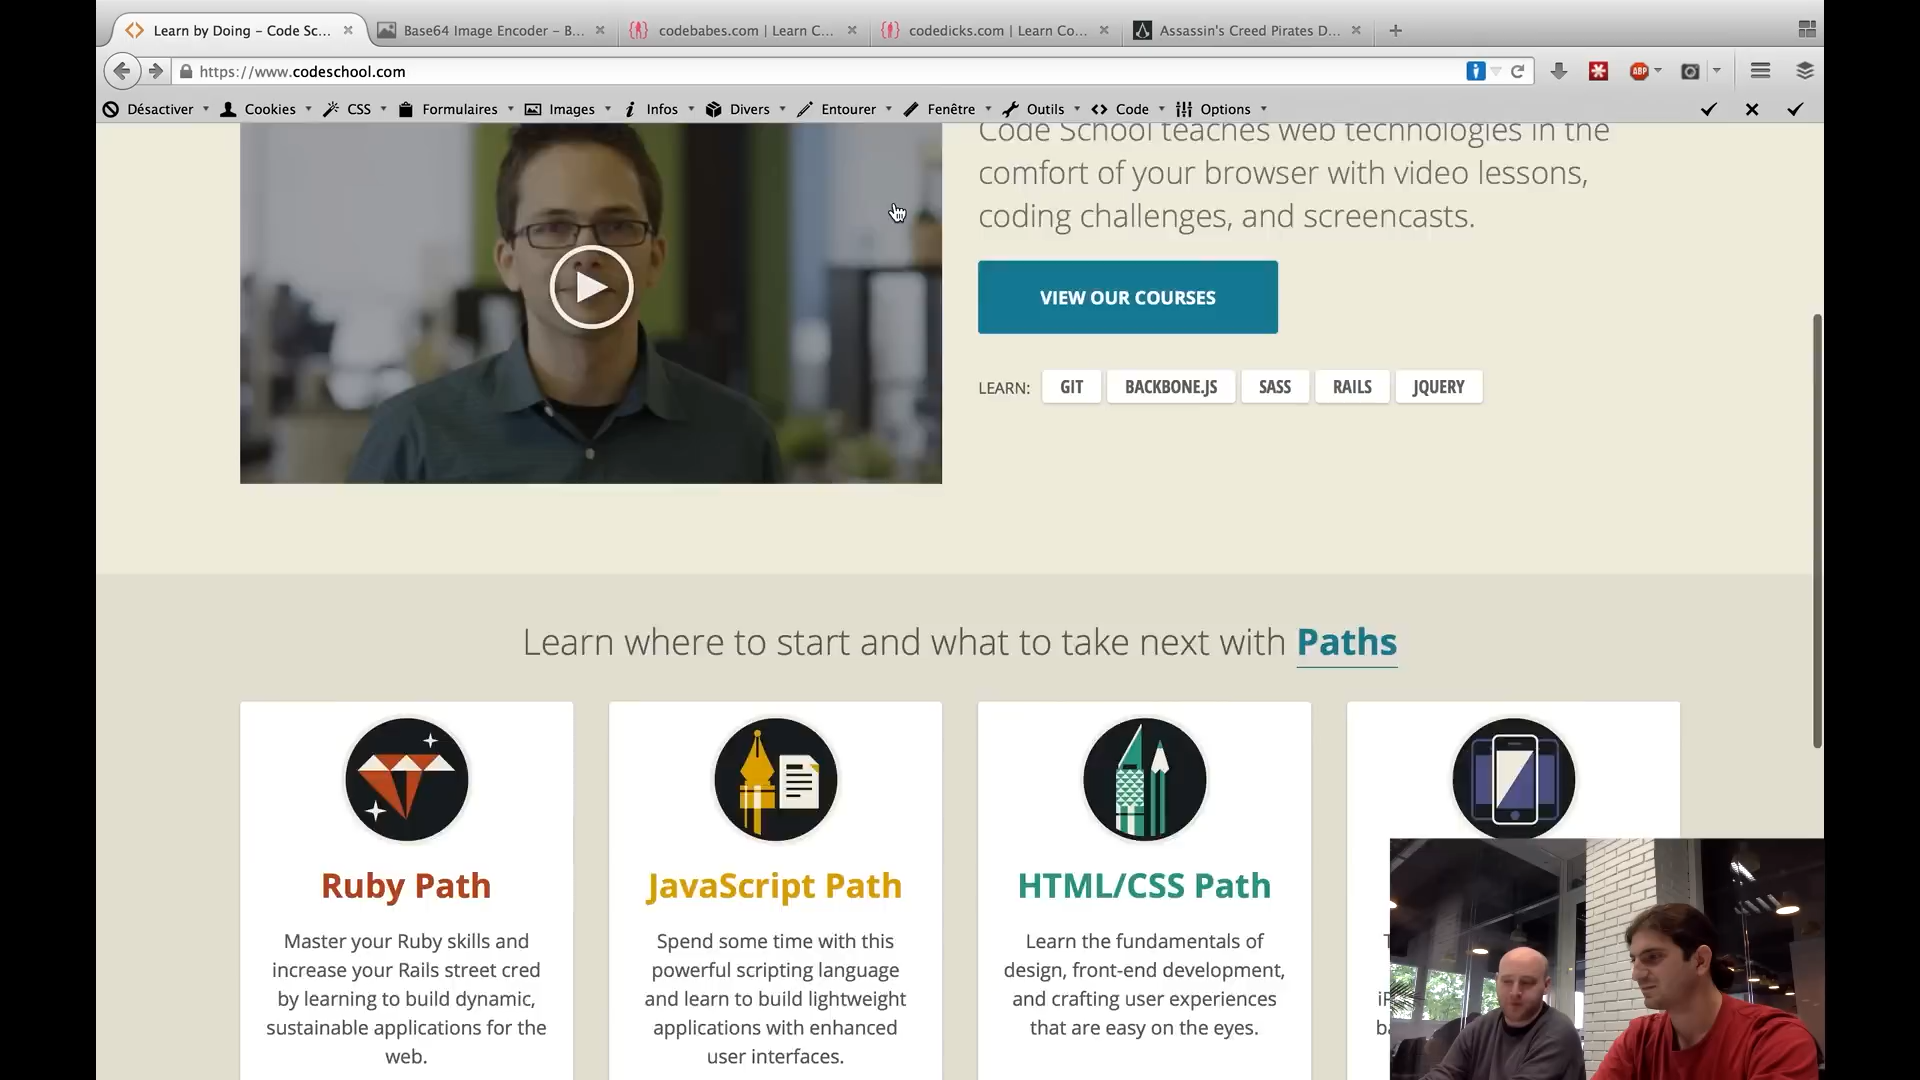 Learn by Doing – Code Sc...
Base64 Image Encoder – B...
codebabes.com | Learn C...
codedicks.com | Learn Co...
Assassin's Creed Pirates D...
https://www.codeschool.com
ABP
Désactiver Cookies CSS Formulaires Images Infos Divers Entourer Fenêtre Outils Code Options
Code School teaches web technologies in the
comfort of your browser with video lessons,
coding challenges, and screencasts.
VIEW OUR COURSES
LEARN: GIT BACKBONE.JS SASS RAILS JQUERY
Learn where to start and what to take next with Paths
Ruby Path
Master your Ruby skills and
increase your Rails street cred
by learning to build dynamic,
sustainable applications for the
web.
JavaScript Path
Spend some time with this
powerful scripting language
and learn to build lightweight
applications with enhanced
user interfaces.
HTML/CSS Path
Learn the fundamentals of
design, front-end development,
and crafting user experiences
that are easy on the eyes.